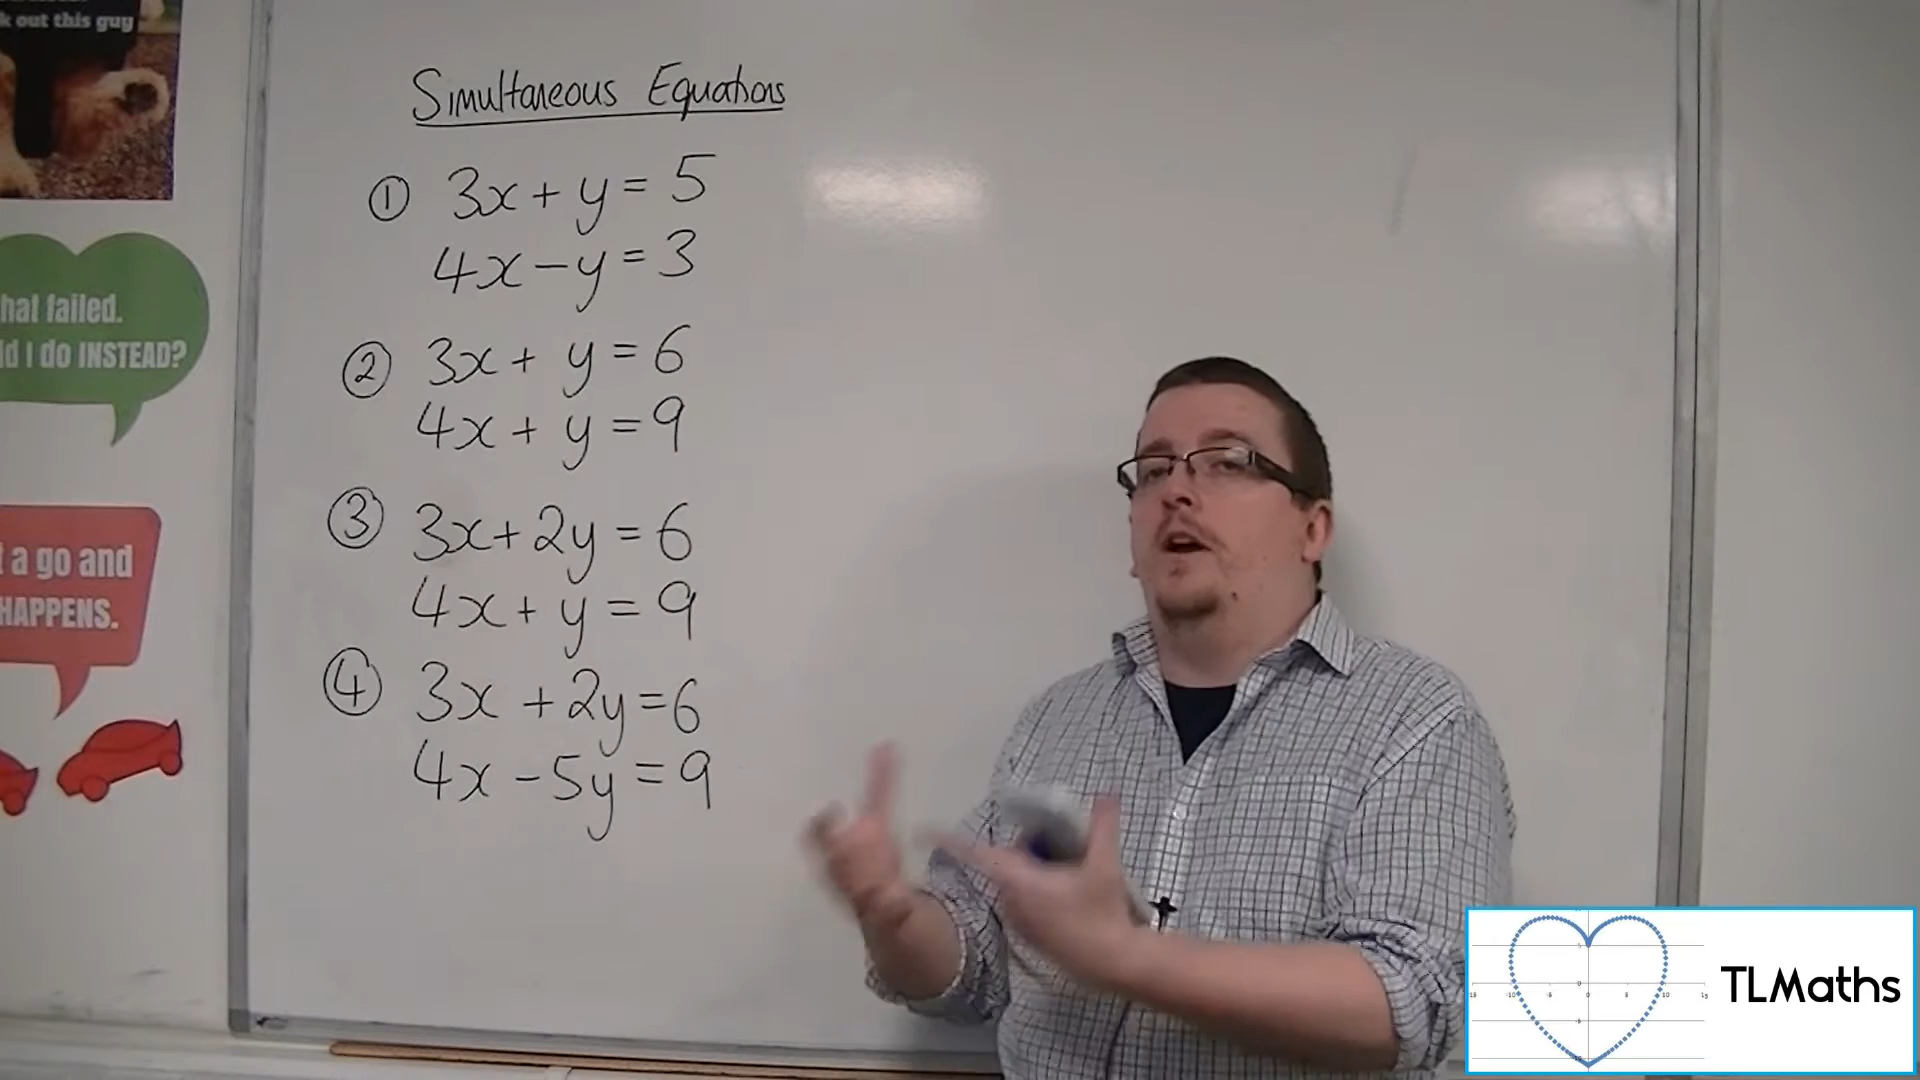 k out this guy
hat failed.
ld I do INSTEAD?
t a go and
HAPPENS.
Simultaneous Equations
① 3x + y = 5
4x - y = 3
② 3x + y = 6
4x + y = 9
③ 3x + 2y = 6
4x + y = 9
④ 3x + 2y = 6
4x - 5y = 9
TLMaths